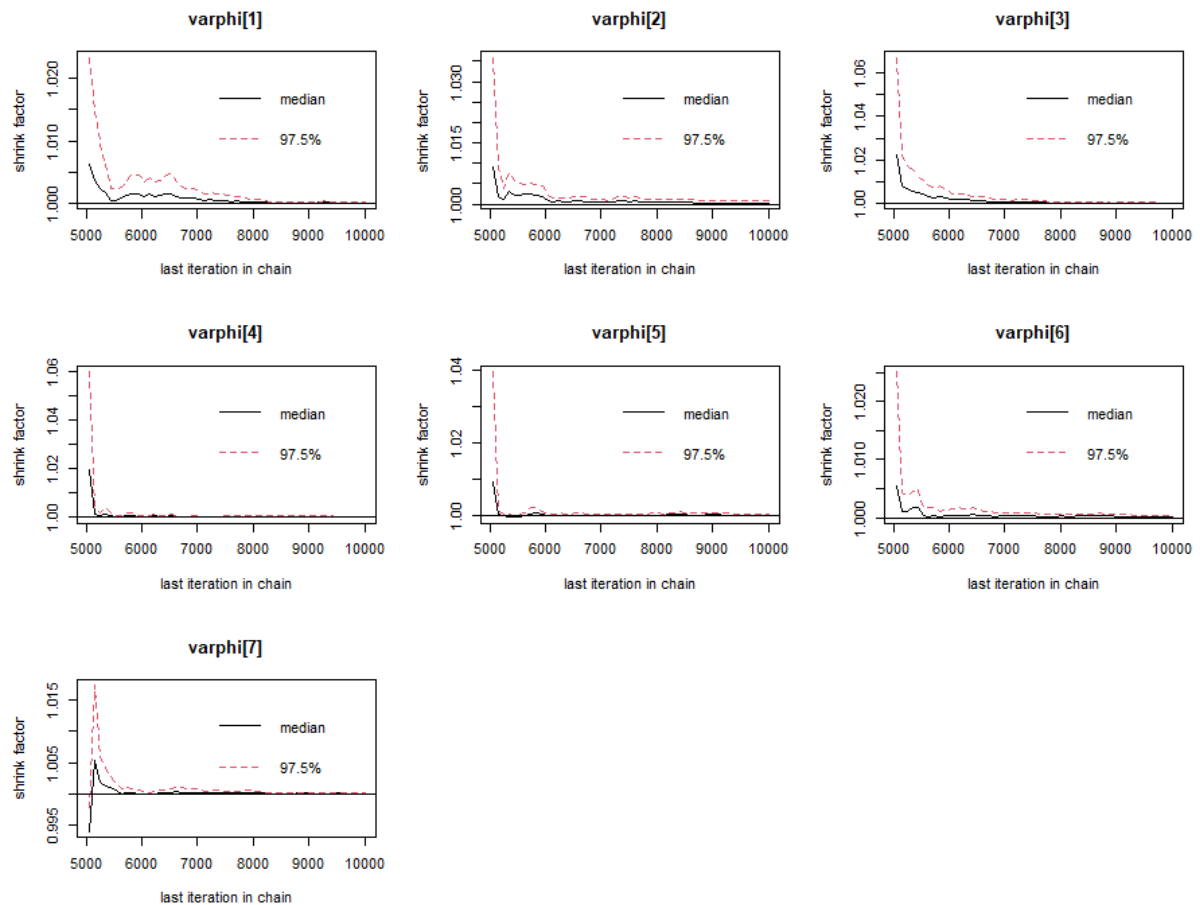 varphi[1]
varphi[2]
varphi[3]
shrink factor
1.000 1.010 1.020
median
97.5%
5000 6000 7000 8000 9000 10000
last iteration in chain
shrink factor
1.000 1.015 1.030
median
97.5%
5000 6000 7000 8000 9000 10000
last iteration in chain
shrink factor
1.00 1.02 1.04 1.06
median
97.5%
5000 6000 7000 8000 9000 10000
last iteration in chain
varphi[4]
varphi[5]
varphi[6]
shrink factor
1.00 1.02 1.04 1.06
median
97.5%
5000 6000 7000 8000 9000 10000
last iteration in chain
shrink factor
1.00 1.02 1.04
median
97.5%
5000 6000 7000 8000 9000 10000
last iteration in chain
shrink factor
1.000 1.010 1.020
median
97.5%
5000 6000 7000 8000 9000 10000
last iteration in chain
varphi[7]
shrink factor
0.995 1.005 1.015
median
97.5%
5000 6000 7000 8000 9000 10000
last iteration in chain